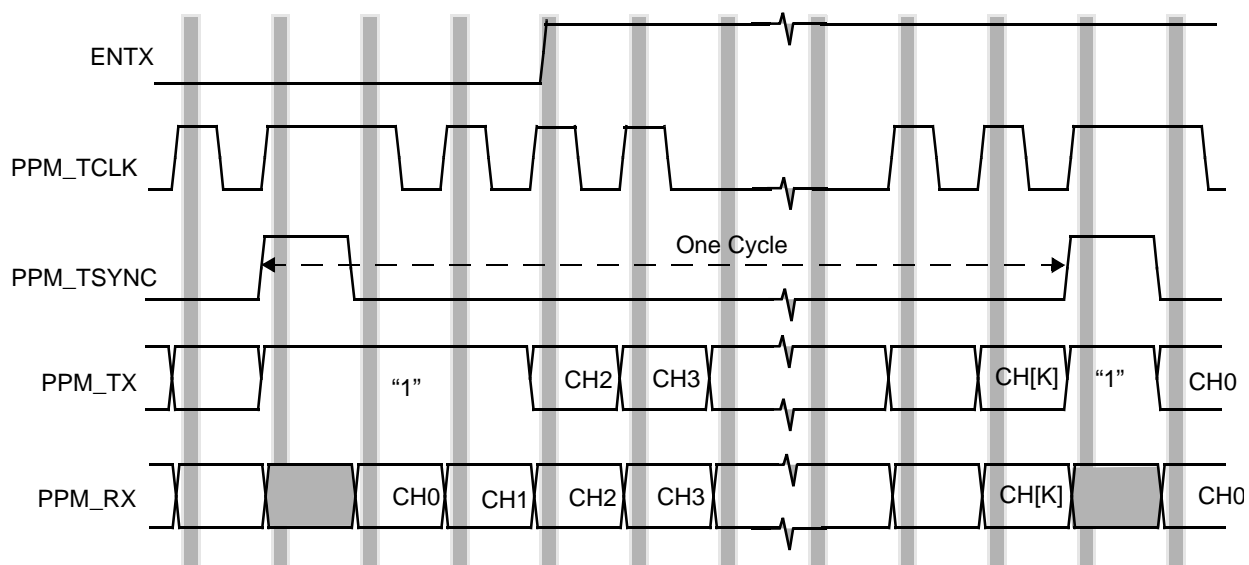 ENTX
PPM_TCLK
One Cycle
PPM_TSYNC
PPM_TX
“1”
CH2
CH3
CH[K]
“1”
CH0
PPM_RX
CH0
CH1
CH2
CH3
CH[K]
CH0